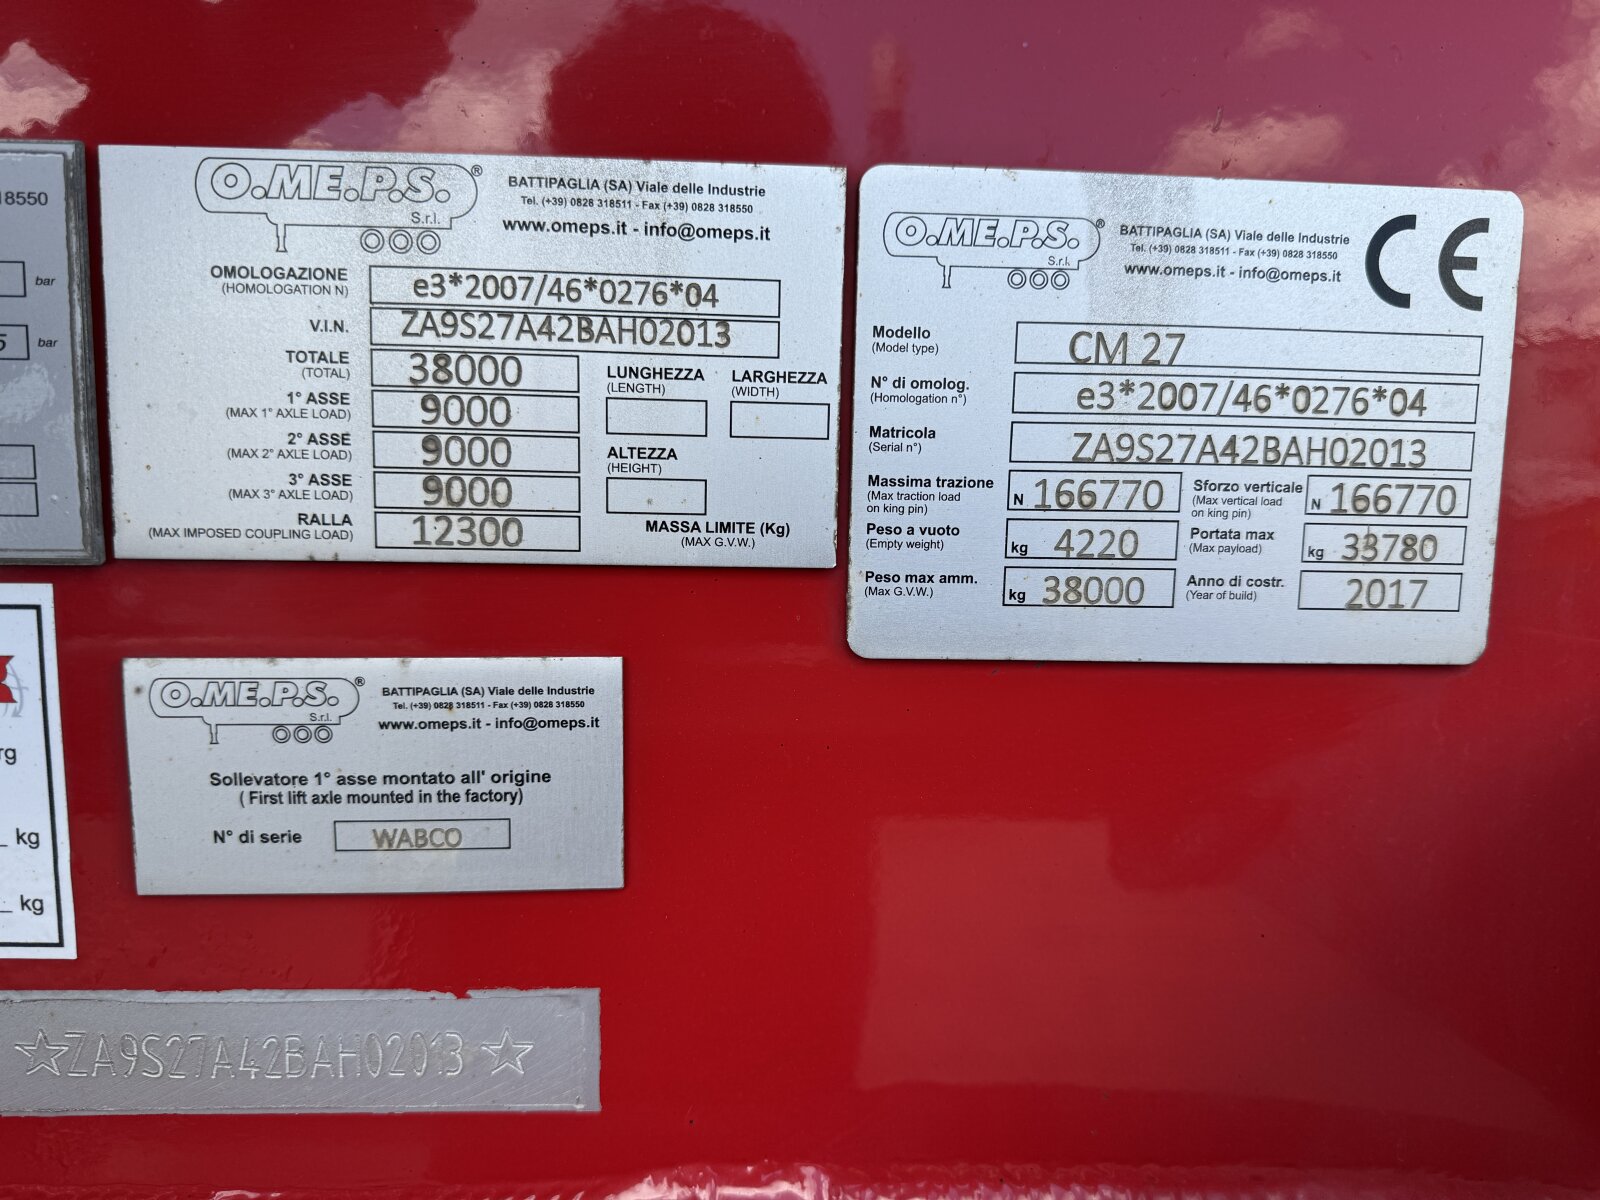 18550
bar
5 bar
O.ME.P.S.® S.r.l.
BATTIPAGLIA (SA) Viale delle Industrie
Tel. (+39) 0828 318511 - Fax (+39) 0828 318550
www.omeps.it - info@omeps.it
OMOLOGAZIONE
(HOMOLOGATION N)
e3*2007/46*0276*04
V.I.N. ZA9S27A42BAH02013
TOTALE
(TOTAL)
38000
1° ASSE
(MAX 1° AXLE LOAD)
9000
2° ASSE
(MAX 2° AXLE LOAD)
9000
3° ASSE
(MAX 3° AXLE LOAD)
9000
RALLA
(MAX IMPOSED COUPLING LOAD)
12300
LUNGHEZZA
(LENGTH)
LARGHEZZA
(WIDTH)
ALTEZZA
(HEIGHT)
MASSA LIMITE (Kg)
(MAX G.V.W.)
O.ME.P.S.® S.r.l.
BATTIPAGLIA (SA) Viale delle Industrie
Tel. (+39) 0828 318511 - Fax (+39) 0828 318550
www.omeps.it - info@omeps.it
CE
Modello
(Model type)
CM 27
N° di omolog.
(Homologation n°)
e3*2007/46*0276*04
Matricola
(Serial n°)
ZA9S27A42BAH02013
Massima trazione
(Max traction load
on king pin)
N 166770
Sforzo verticale
(Max vertical load
on king pin)
N 166770
Peso a vuoto
(Empty weight)
kg 4220
Portata max
(Max payload)
kg 33780
Peso max amm.
(Max G.V.W.)
kg 38000
Anno di costr.
(Year of build)
2017
O.ME.P.S.® S.r.l.
BATTIPAGLIA (SA) Viale delle Industrie
Tel. (+39) 0828 318511 - Fax (+39) 0828 318550
www.omeps.it - info@omeps.it
Sollevatore 1° asse montato all' origine
( First lift axle mounted in the factory)
N° di serie WABCO
rg
kg
kg
☆ZA9S27A42BAH02013☆